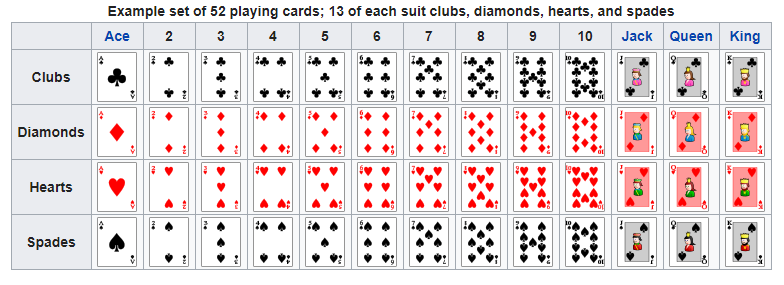 Example set of 52 playing cards; 13 of each suit clubs, diamonds, hearts, and spades
Ace 2 3 4 5 6 7 8 9 10 Jack Queen King
Clubs
Diamonds
Hearts
Spades